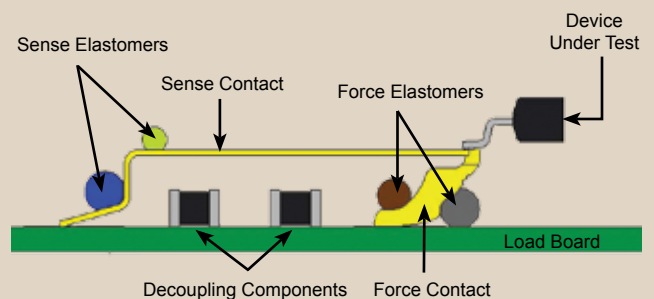 Device
Under Test
Sense Elastomers
Sense Contact
Force Elastomers
Load Board
Decoupling Components
Force Contact